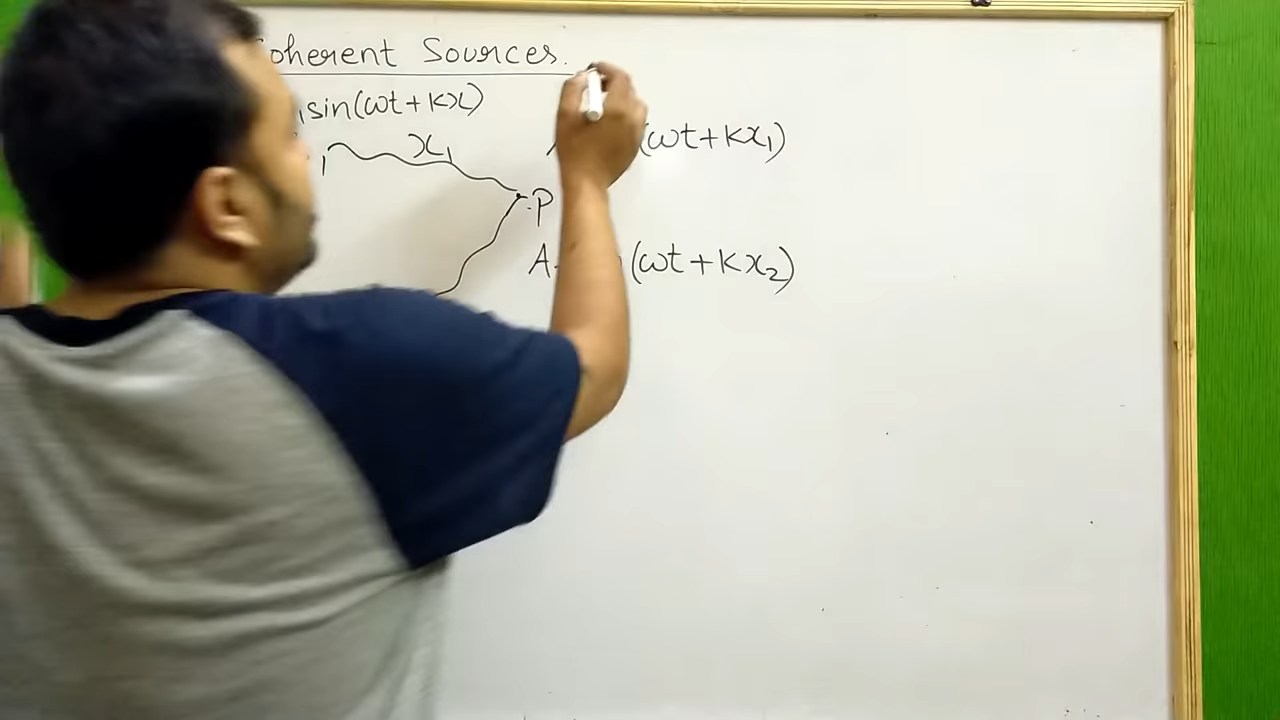 oherent Sources.
sin(ωt + kx)
(ωt + kx₁)
x₁
P
A (ωt + kx₂)